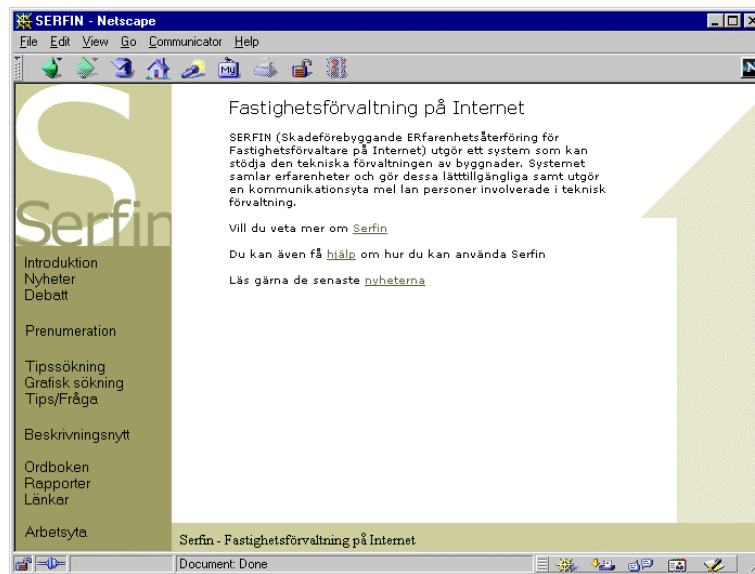 SERFIN - Netscape
File Edit View Go Communicator Help
My
N
S
Serfin
Introduktion
Nyheter
Debatt
Prenumeration
Tipssökning
Grafisk sökning
Tips/Fråga
Beskrivningsnytt
Ordboken
Rapporter
Länkar
Arbetsyta
Fastighetsförvaltning på Internet
SERFIN (Skadeförebyggande ERfarenhetsåterföring för
Fastighetsförvaltare på Internet) utgör ett system som kan
stödja den tekniska förvaltningen av byggnader. Systemet
samlar erfarenheter och gör dessa lätttillgängliga samt utgör
en kommunikationsyta mel lan personer involverade i teknisk
förvaltning.
Vill du veta mer om Serfin
Du kan även få hjälp om hur du kan använda Serfin
Läs gärna de senaste nyheterna
Serfin - Fastighetsförvaltning på Internet
Document: Done